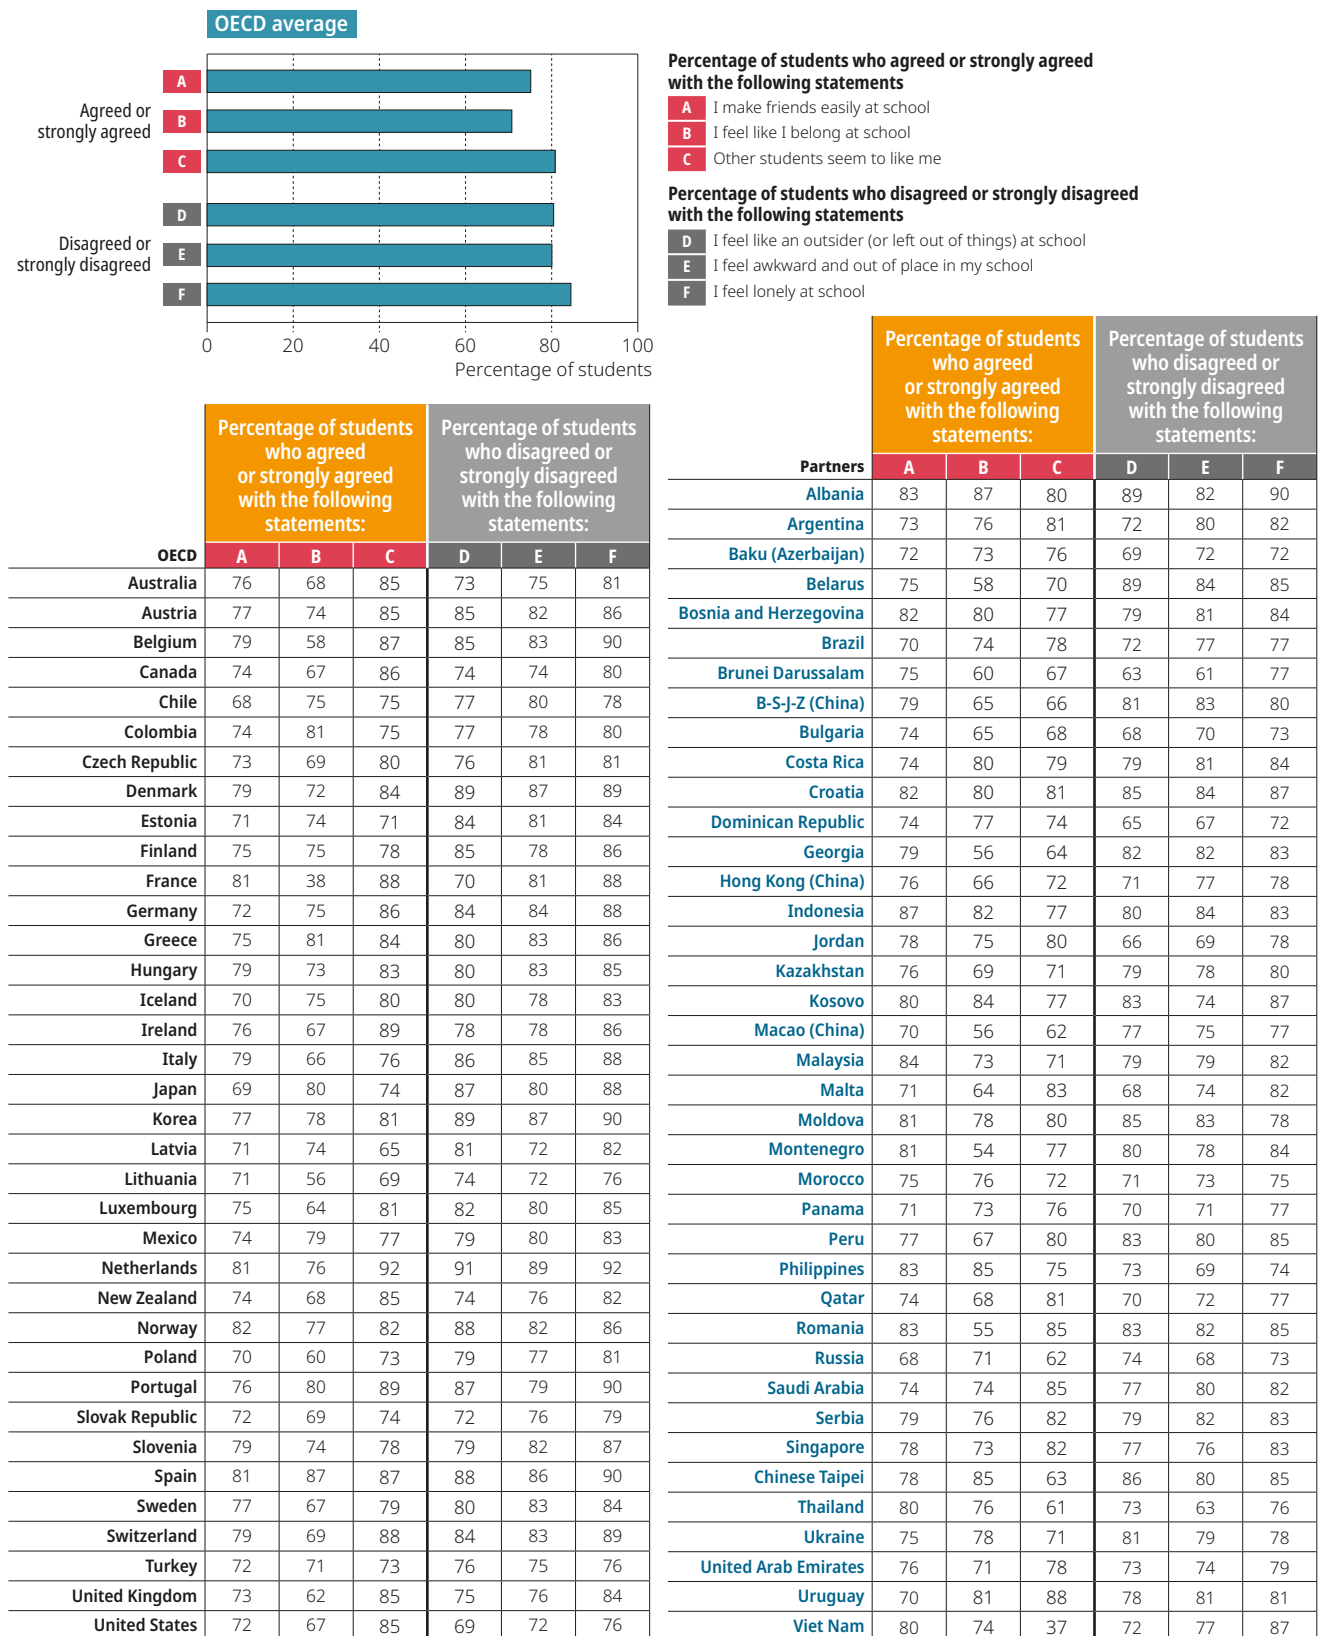 OECD average
A
B
C
D
E
F
Agreed or
strongly agreed
Disagreed or
strongly disagreed
0 20 40 60 80 100
Percentage of students
Percentage of students who agreed or strongly agreed
with the following statements
A I make friends easily at school
B I feel like I belong at school
C Other students seem to like me
Percentage of students who disagreed or strongly disagreed
with the following statements
D I feel like an outsider (or left out of things) at school
E I feel awkward and out of place in my school
F I feel lonely at school
Percentage of students
who agreed
or strongly agreed
with the following
statements:
Percentage of students
who disagreed or
strongly disagreed
with the following
statements:
OECD A B C D E F
Australia 76 68 85 73 75 81
Austria 77 74 85 85 82 86
Belgium 79 58 87 85 83 90
Canada 74 67 86 74 74 80
Chile 68 75 75 77 80 78
Colombia 74 81 75 77 78 80
Czech Republic 73 69 80 76 81 81
Denmark 79 72 84 89 87 89
Estonia 71 74 71 84 81 84
Finland 75 75 78 85 78 86
France 81 38 88 70 81 88
Germany 72 75 86 84 84 88
Greece 75 81 84 80 83 86
Hungary 79 73 83 80 83 85
Iceland 70 75 80 80 78 83
Ireland 76 67 89 78 78 86
Italy 79 66 76 86 85 88
Japan 69 80 74 87 80 88
Korea 77 78 81 89 87 90
Latvia 71 74 65 81 72 82
Lithuania 71 56 69 74 72 76
Luxembourg 75 64 81 82 80 85
Mexico 74 79 77 79 80 83
Netherlands 81 76 92 91 89 92
New Zealand 74 68 85 74 76 82
Norway 82 77 82 88 82 86
Poland 70 60 73 79 77 81
Portugal 76 80 89 87 79 90
Slovak Republic 72 69 74 72 76 79
Slovenia 79 74 78 79 82 87
Spain 81 87 87 88 86 90
Sweden 77 67 79 80 83 84
Switzerland 79 69 88 84 83 89
Turkey 72 71 73 76 75 76
United Kingdom 73 62 85 75 76 84
United States 72 67 85 69 72 76
Percentage of students
who agreed
or strongly agreed
with the following
statements:
Percentage of students
who disagreed or
strongly disagreed
with the following
statements:
Partners A B C D E F
Albania 83 87 80 89 82 90
Argentina 73 76 81 72 80 82
Baku (Azerbaijan) 72 73 76 69 72 72
Belarus 75 58 70 89 84 85
Bosnia and Herzegovina 82 80 77 79 81 84
Brazil 70 74 78 72 77 77
Brunei Darussalam 75 60 67 63 61 77
B-S-J-Z (China) 79 65 66 81 83 80
Bulgaria 74 65 68 68 70 73
Costa Rica 74 80 79 79 81 84
Croatia 82 80 81 85 84 87
Dominican Republic 74 77 74 65 67 72
Georgia 79 56 64 82 82 83
Hong Kong (China) 76 66 72 71 77 78
Indonesia 87 82 77 80 84 83
Jordan 78 75 80 66 69 78
Kazakhstan 76 69 71 79 78 80
Kosovo 80 84 77 83 74 87
Macao (China) 70 56 62 77 75 77
Malaysia 84 73 71 79 79 82
Malta 71 64 83 68 74 82
Moldova 81 78 80 85 83 78
Montenegro 81 54 77 80 78 84
Morocco 75 76 72 71 73 75
Panama 71 73 76 70 71 77
Peru 77 67 80 83 80 85
Philippines 83 85 75 73 69 74
Qatar 74 68 81 70 72 77
Romania 83 55 85 83 82 85
Russia 68 71 62 74 68 73
Saudi Arabia 74 74 85 77 80 82
Serbia 79 76 82 79 82 83
Singapore 78 73 82 77 76 83
Chinese Taipei 78 85 63 86 80 85
Thailand 80 76 61 73 63 76
Ukraine 75 78 71 81 79 78
United Arab Emirates 76 71 78 73 74 79
Uruguay 70 81 88 78 81 81
Viet Nam 80 74 37 72 77 87